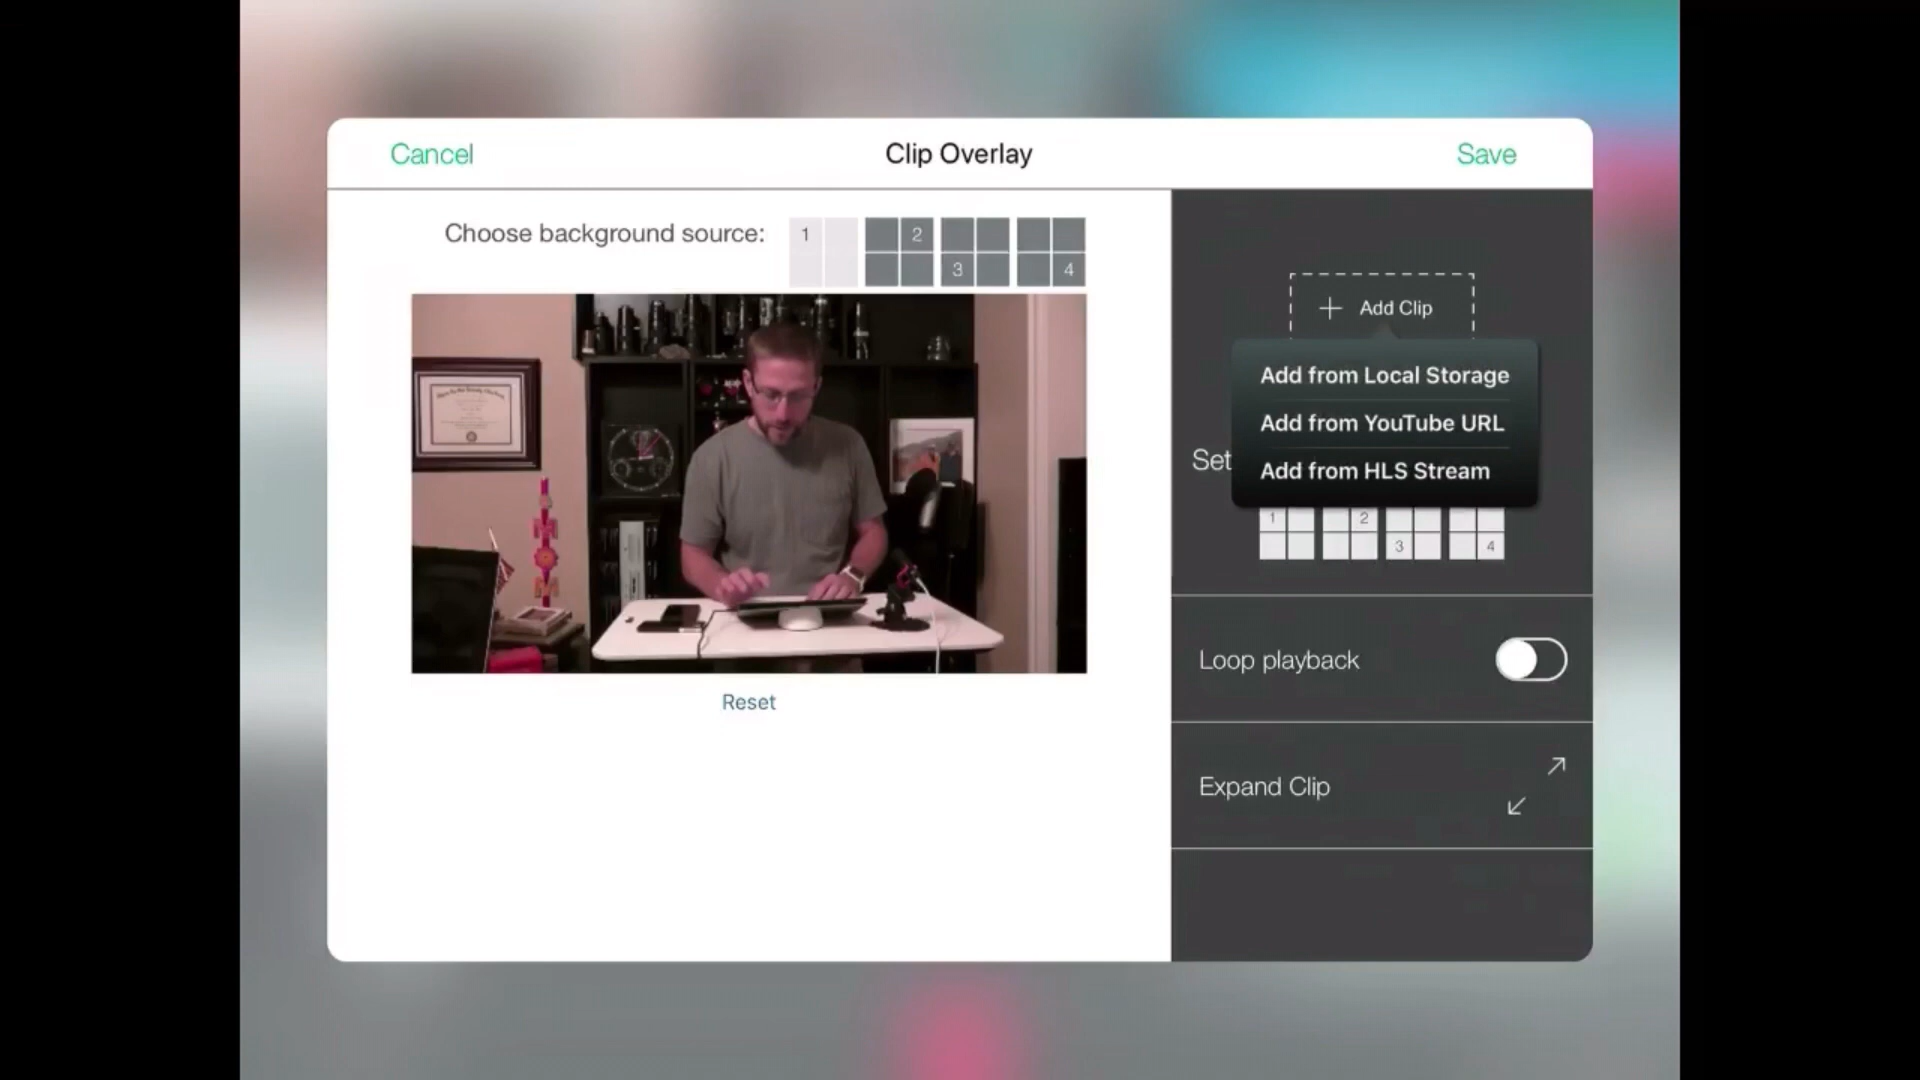 Cancel
Clip Overlay
Save
Choose background source:
1
2
3
4
+ Add Clip
Add from Local Storage
Add from YouTube URL
Add from HLS Stream
Set
1
2
3
4
Loop playback
Expand Clip
Reset